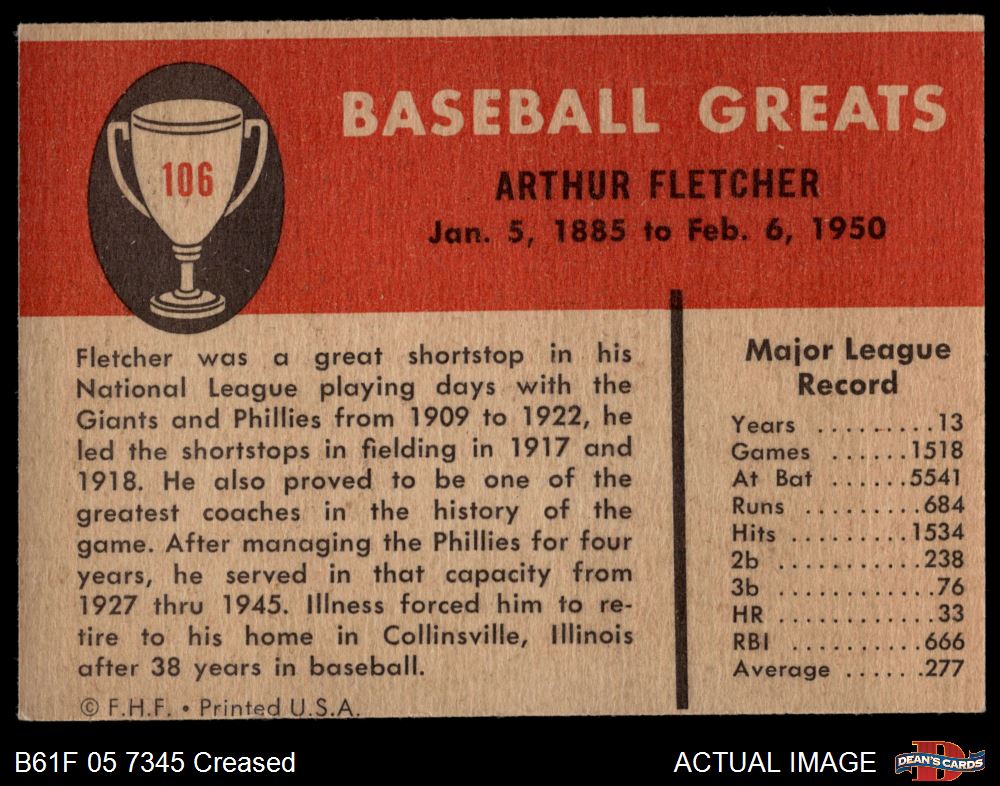 BASEBALL GREATS
106
ARTHUR FLETCHER
Jan. 5, 1885 to Feb. 6, 1950
Fletcher was a great shortstop in his
National League playing days with the
Giants and Phillies from 1909 to 1922, he
led the shortstops in fielding in 1917 and
1918. He also proved to be one of the
greatest coaches in the history of the
game. After managing the Phillies for four
years, he served in that capacity from
1927 thru 1945. Illness forced him to re-
tire to his home in Collinsville, Illinois
after 38 years in baseball.
© F.H.F. • Printed U.S.A.
Major League
Record
Years .........13
Games ......1518
At Bat ......5541
Runs .........684
Hits .........1534
2b ...........238
3b ............76
HR ............33
RBI ..........666
Average ......277
B61F 05 7345 Creased
ACTUAL IMAGE
D
DEAN'S CARDS